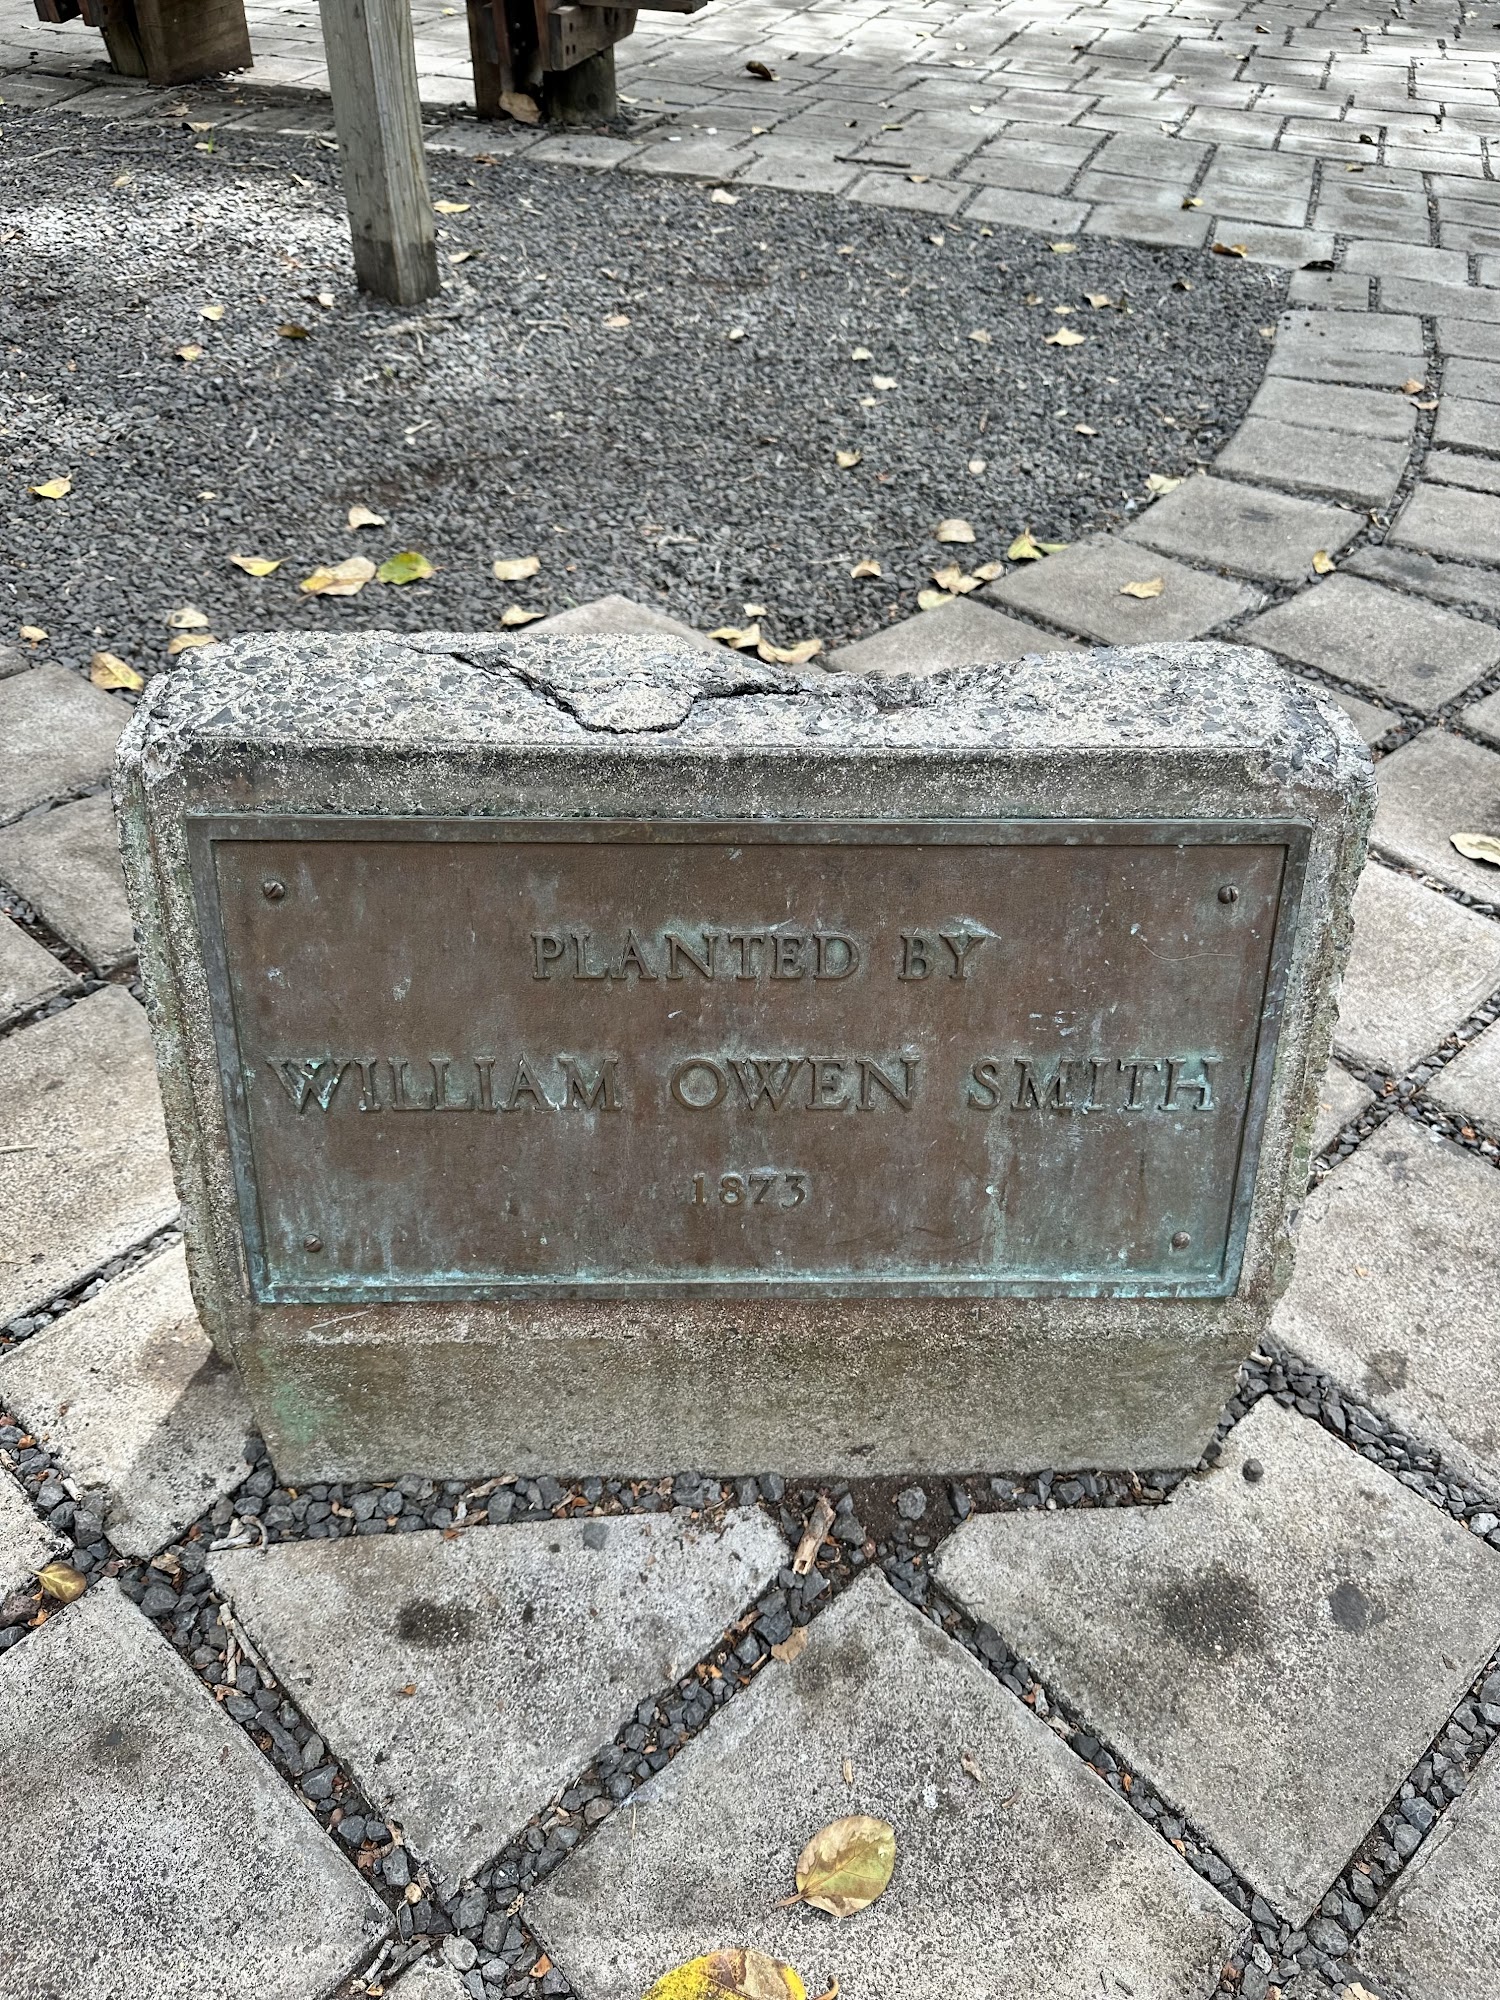 PLANTED BY
WILLIAM OWEN SMITH
1873